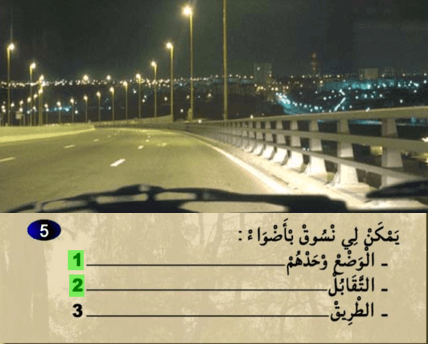 5 يَمْكَنْ لِي نْسُوقْ بْأَضْوَاءْ :
- الْوَضْعْ وَحْدْهُمْ 1
- التَّقَابُلْ 2
- الطْرِيقْ 3